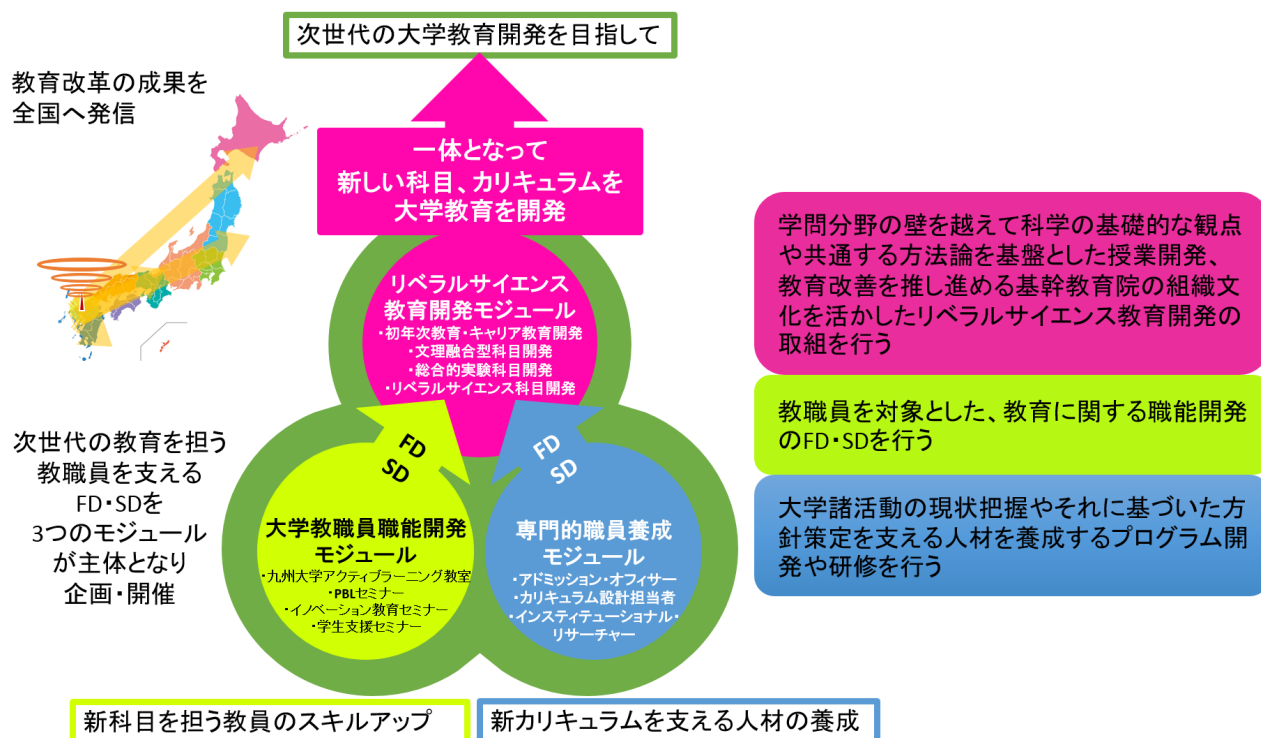 次世代の大学教育開発を目指して
教育改革の成果を
全国へ発信
一体となって
新しい科目、カリキュラムを
大学教育を開発
リベラルサイエンス
教育開発モジュール
・初年次教育・キャリア教育開発
・文理融合型科目開発
・総合的実験科目開発
・リベラルサイエンス科目開発
学問分野の壁を越えて科学の基礎的な観点
や共通する方法論を基盤とした授業開発、
教育改善を推し進める基幹教育院の組織文
化を活かしたリベラルサイエンス教育開発の
取組を行う
教職員を対象とした、教育に関する職能開発
のFD・SDを行う
大学諸活動の現状把握やそれに基づいた方
針策定を支える人材を養成するプログラム開
発や研修を行う
次世代の教育を担う
教職員を支える
FD・SDを
3つのモジュール
が主体となり
企画・開催
FD
SD
大学教職員職能開発
モジュール
・九州大学アクティブラーニング教室
・PBLセミナー
・イノベーション教育セミナー
・学生支援セミナー
FD
SD
専門的職員養成
モジュール
・アドミッション・オフィサー
・カリキュラム設計担当者
・インスティテューショナル・
リサーチャー
新科目を担う教員のスキルアップ
新カリキュラムを支える人材の養成